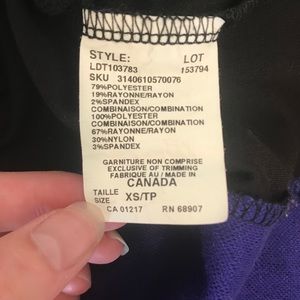 STYLE: LOT
LDT103783 153794
SKU 3140610570076
79%POLYESTER
19%RAYONNE/RAYON
2%SPANDEX
COMBINAISON/COMBINATION
100%POLYESTER
COMBINAISON/COMBINATION
67%RAYONNE/RAYON
30%NYLON
3%SPANDEX
GARNITURE NON COMPRISE
EXCLUSIVE OF TRIMMING
FABRIQUE AU / MADE IN
CANADA
TAILLE
SIZE XS/TP
CA 01217 RN 68907